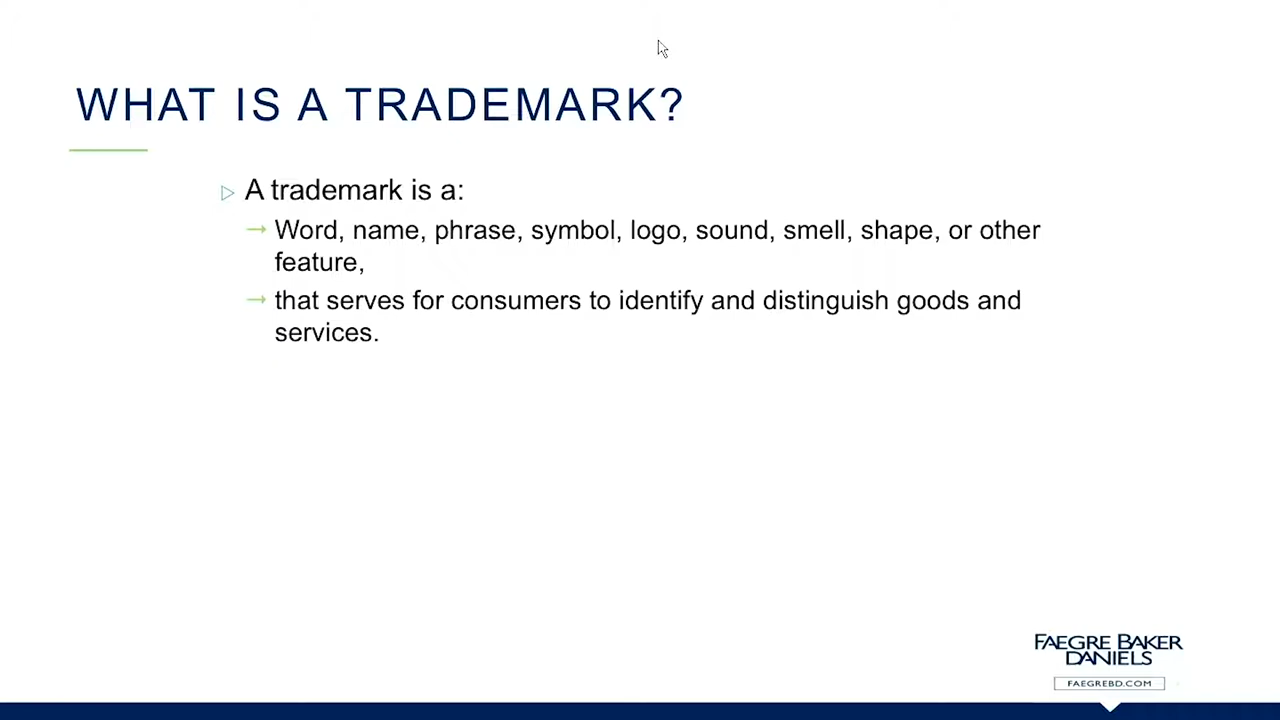 WHAT IS A TRADEMARK?
A trademark is a:
Word, name, phrase, symbol, logo, sound, smell, shape, or other
feature,
that serves for consumers to identify and distinguish goods and
services.
FAEGRE BAKER
DANIELS
FAEGREBD.COM